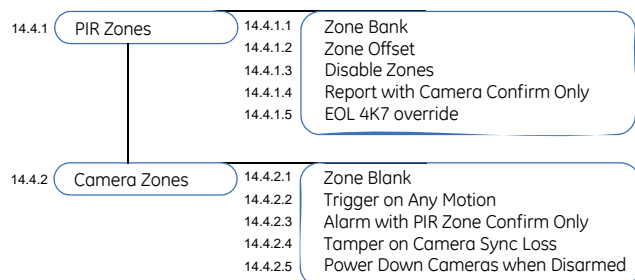 14.4.1 PIR Zones
14.4.1.1 Zone Bank
14.4.1.2 Zone Offset
14.4.1.3 Disable Zones
14.4.1.4 Report with Camera Confirm Only
14.4.1.5 EOL 4K7 override
14.4.2 Camera Zones
14.4.2.1 Zone Blank
14.4.2.2 Trigger on Any Motion
14.4.2.3 Alarm with PIR Zone Confirm Only
14.4.2.4 Tamper on Camera Sync Loss
14.4.2.5 Power Down Cameras when Disarmed